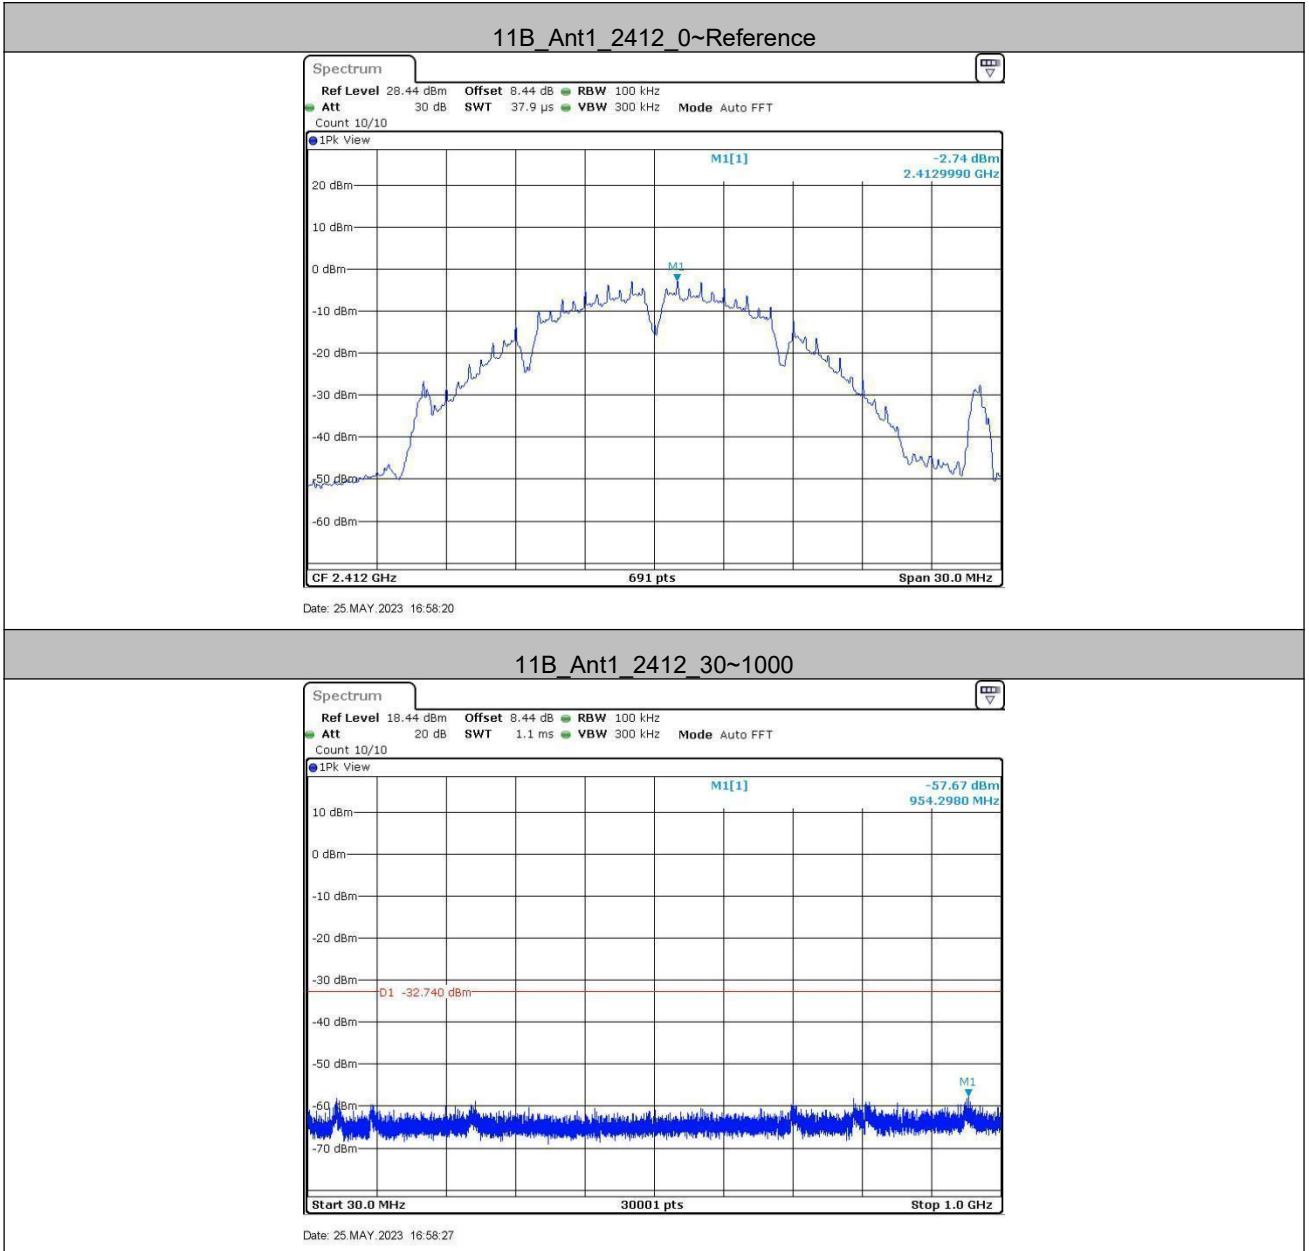 11B_Ant1_2412_0~Reference
Spectrum
Ref Level 28.44 dBm Offset 8.44 dB RBW 100 kHz
Att 30 dB SWT 37.9 µs VBW 300 kHz Mode Auto FFT
Count 10/10
1Pk View
M1[1] -2.74 dBm
2.4129990 GHz
20 dBm
10 dBm
0 dBm
M1
-10 dBm
-20 dBm
-30 dBm
-40 dBm
-50 dBm
-60 dBm
CF 2.412 GHz 691 pts Span 30.0 MHz
Date: 25.MAY.2023 16:58:20
11B_Ant1_2412_30~1000
Spectrum
Ref Level 18.44 dBm Offset 8.44 dB RBW 100 kHz
Att 20 dB SWT 1.1 ms VBW 300 kHz Mode Auto FFT
Count 10/10
1Pk View
M1[1] -57.67 dBm
954.2980 MHz
10 dBm
0 dBm
-10 dBm
-20 dBm
-30 dBm
D1 -32.740 dBm
-40 dBm
-50 dBm
M1
-60 dBm
-70 dBm
Start 30.0 MHz 30001 pts Stop 1.0 GHz
Date: 25.MAY.2023 16:58:27